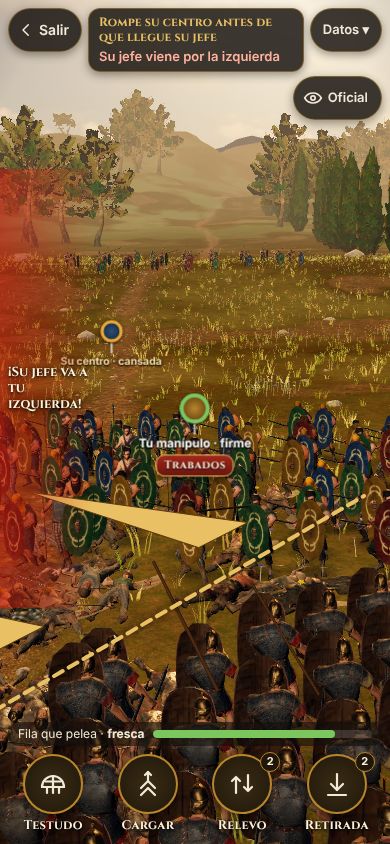 Salir
Rompe su centro antes de
que llegue su jefe
Su jefe viene por la izquierda
Datos ▾
Oficial
Su centro · cansada
¡Su jefe va a
tu
izquierda!
Tu manípulo · firme
Trabados
Fila que pelea · fresca
2
2
Testudo
Cargar
Relevo
Retirada